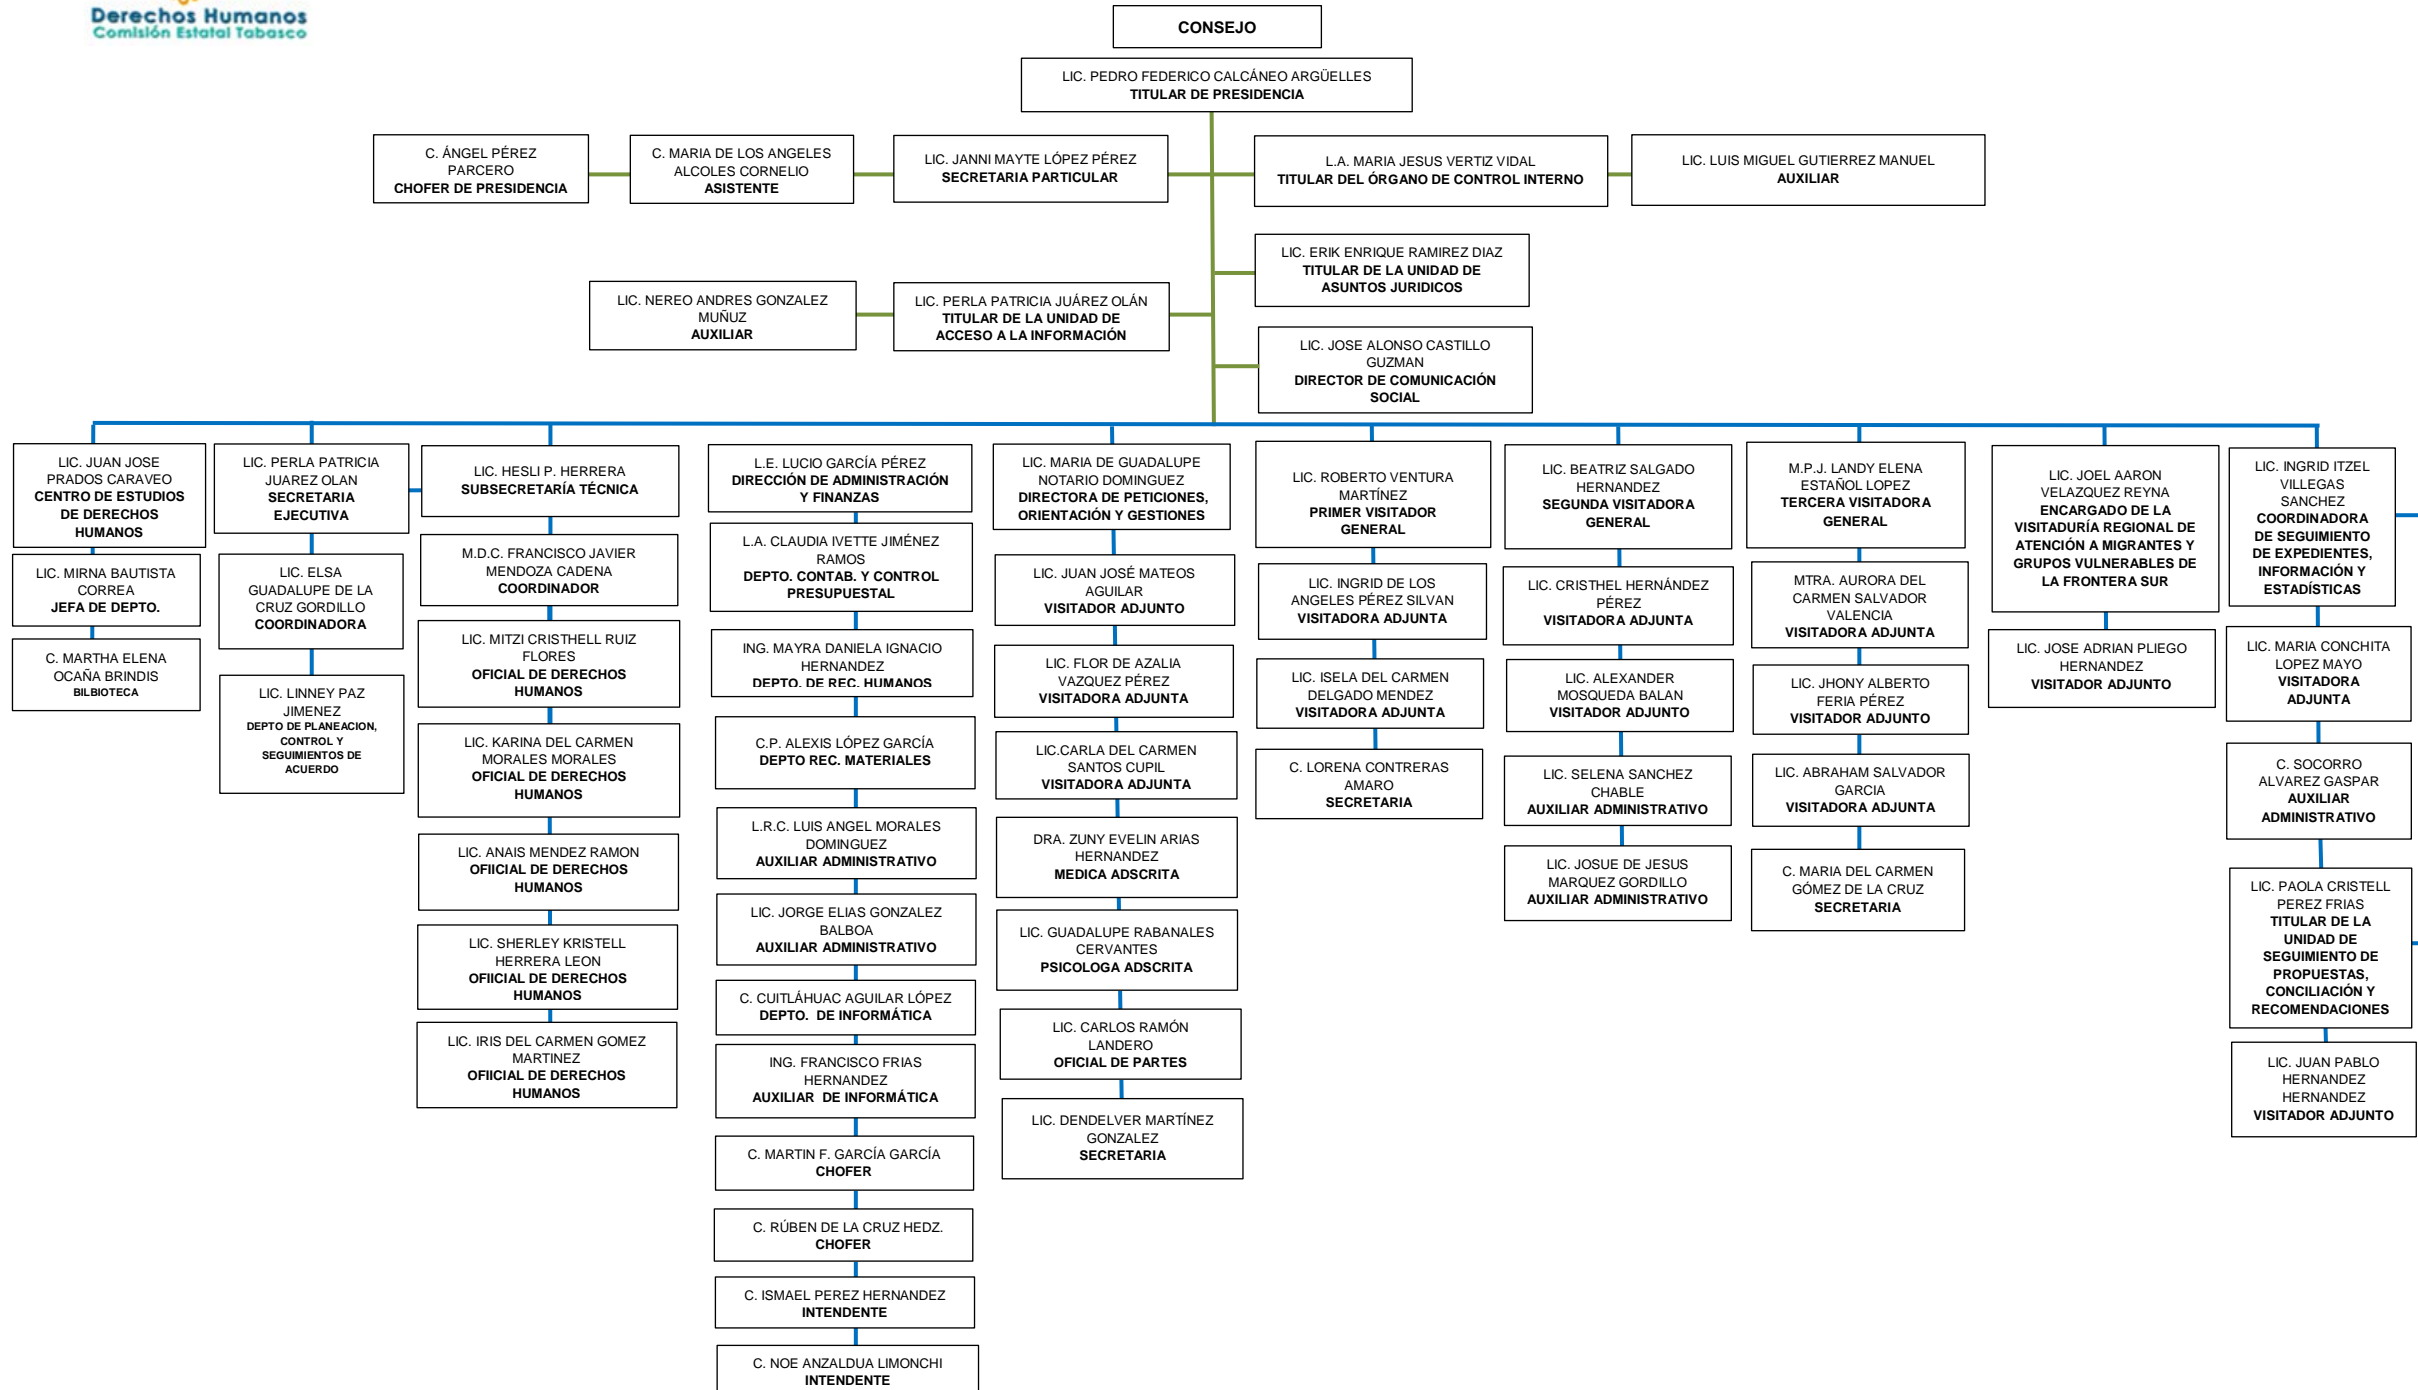 Derechos Humanos
Comisión Estatal Tabasco
CONSEJO
LIC. PEDRO FEDERICO CALCÁNEO ARGÜELLES
TITULAR DE PRESIDENCIA
C. ÁNGEL PÉREZ
PARCERO
CHOFER DE PRESIDENCIA
C. MARIA DE LOS ANGELES
ALCOLES CORNELIO
ASISTENTE
LIC. JANNI MAYTE LÓPEZ PÉREZ
SECRETARIA PARTICULAR
L.A. MARIA JESUS VERTIZ VIDAL
TITULAR DEL ÓRGANO DE CONTROL INTERNO
LIC. LUIS MIGUEL GUTIERREZ MANUEL
AUXILIAR
LIC. ERIK ENRIQUE RAMIREZ DIAZ
TITULAR DE LA UNIDAD DE
ASUNTOS JURIDICOS
LIC. NEREO ANDRES GONZALEZ
MUÑUZ
AUXILIAR
LIC. PERLA PATRICIA JUÁREZ OLÁN
TITULAR DE LA UNIDAD DE
ACCESO A LA INFORMACIÓN
LIC. JOSE ALONSO CASTILLO
GUZMAN
DIRECTOR DE COMUNICACIÓN
SOCIAL
LIC. JUAN JOSE
PRADOS CARAVEO
CENTRO DE ESTUDIOS
DE DERECHOS
HUMANOS
LIC. MIRNA BAUTISTA
CORREA
JEFA DE DEPTO.
C. MARTHA ELENA
OCAÑA BRINDIS
BILBIOTECA
LIC. PERLA PATRICIA
JUAREZ OLAN
SECRETARIA
EJECUTIVA
LIC. ELSA
GUADALUPE DE LA
CRUZ GORDILLO
COORDINADORA
LIC. LINNEY PAZ
JIMENEZ
DEPTO DE PLANEACION,
CONTROL Y
SEGUIMIENTOS DE
ACUERDO
LIC. HESLI P. HERRERA
SUBSECRETARÍA TÉCNICA
M.D.C. FRANCISCO JAVIER
MENDOZA CADENA
COORDINADOR
LIC. MITZI CRISTHELL RUIZ
FLORES
OFICIAL DE DERECHOS
HUMANOS
LIC. KARINA DEL CARMEN
MORALES MORALES
OFICIAL DE DERECHOS
HUMANOS
LIC. ANAIS MENDEZ RAMON
OFIICIAL DE DERECHOS
HUMANOS
LIC. SHERLEY KRISTELL
HERRERA LEON
OFIICIAL DE DERECHOS
HUMANOS
LIC. IRIS DEL CARMEN GOMEZ
MARTINEZ
OFIICIAL DE DERECHOS
HUMANOS
L.E. LUCIO GARCÍA PÉREZ
DIRECCIÓN DE ADMINISTRACIÓN
Y FINANZAS
L.A. CLAUDIA IVETTE JIMÉNEZ
RAMOS
DEPTO. CONTAB. Y CONTROL
PRESUPUESTAL
ING. MAYRA DANIELA IGNACIO
HERNANDEZ
DEPTO. DE REC. HUMANOS
C.P. ALEXIS LÓPEZ GARCÍA
DEPTO REC. MATERIALES
L.R.C. LUIS ANGEL MORALES
DOMINGUEZ
AUXILIAR ADMINISTRATIVO
LIC. JORGE ELIAS GONZALEZ
BALBOA
AUXILIAR ADMINISTRATIVO
C. CUITLÁHUAC AGUILAR LÓPEZ
DEPTO. DE INFORMÁTICA
ING. FRANCISCO FRIAS
HERNANDEZ
AUXILIAR DE INFORMÁTICA
C. MARTIN F. GARCÍA GARCÍA
CHOFER
C. RÚBEN DE LA CRUZ HEDZ.
CHOFER
C. ISMAEL PEREZ HERNANDEZ
INTENDENTE
C. NOE ANZALDUA LIMONCHI
INTENDENTE
LIC. MARIA DE GUADALUPE
NOTARIO DOMINGUEZ
DIRECTORA DE PETICIONES,
ORIENTACIÓN Y GESTIONES
LIC. JUAN JOSÉ MATEOS
AGUILAR
VISITADOR ADJUNTO
LIC. FLOR DE AZALIA
VAZQUEZ PÉREZ
VISITADORA ADJUNTA
LIC.CARLA DEL CARMEN
SANTOS CUPIL
VISITADORA ADJUNTA
DRA. ZUNY EVELIN ARIAS
HERNANDEZ
MEDICA ADSCRITA
LIC. GUADALUPE RABANALES
CERVANTES
PSICOLOGA ADSCRITA
LIC. CARLOS RAMÓN
LANDERO
OFICIAL DE PARTES
LIC. DENDELVER MARTÍNEZ
GONZALEZ
SECRETARIA
LIC. ROBERTO VENTURA
MARTÍNEZ
PRIMER VISITADOR
GENERAL
LIC. INGRID DE LOS
ANGELES PÉREZ SILVAN
VISITADORA ADJUNTA
LIC. ISELA DEL CARMEN
DELGADO MENDEZ
VISITADORA ADJUNTA
C. LORENA CONTRERAS
AMARO
SECRETARIA
LIC. BEATRIZ SALGADO
HERNANDEZ
SEGUNDA VISITADORA
GENERAL
LIC. CRISTHEL HERNÁNDEZ
PÉREZ
VISITADORA ADJUNTA
LIC. ALEXANDER
MOSQUEDA BALAN
VISITADOR ADJUNTO
LIC. SELENA SANCHEZ
CHABLE
AUXILIAR ADMINISTRATIVO
LIC. JOSUE DE JESUS
MARQUEZ GORDILLO
AUXILIAR ADMINISTRATIVO
M.P.J. LANDY ELENA
ESTAÑOL LOPEZ
TERCERA VISITADORA
GENERAL
MTRA. AURORA DEL
CARMEN SALVADOR
VALENCIA
VISITADORA ADJUNTA
LIC. JHONY ALBERTO
FERIA PÉREZ
VISITADOR ADJUNTO
LIC. ABRAHAM SALVADOR
GARCIA
VISITADORA ADJUNTA
C. MARIA DEL CARMEN
GÓMEZ DE LA CRUZ
SECRETARIA
LIC. JOEL AARON
VELAZQUEZ REYNA
ENCARGADO DE LA
VISITADURÍA REGIONAL DE
ATENCIÓN A MIGRANTES Y
GRUPOS VULNERABLES DE
LA FRONTERA SUR
LIC. JOSE ADRIAN PLIEGO
HERNANDEZ
VISITADOR ADJUNTO
LIC. INGRID ITZEL
VILLEGAS
SANCHEZ
COORDINADORA
DE SEGUIMIENTO
DE EXPEDIENTES,
INFORMACIÓN Y
ESTADÍSTICAS
LIC. MARIA CONCHITA
LOPEZ MAYO
VISITADORA
ADJUNTA
C. SOCORRO
ALVAREZ GASPAR
AUXILIAR
ADMINISTRATIVO
LIC. PAOLA CRISTELL
PEREZ FRIAS
TITULAR DE LA
UNIDAD DE
SEGUIMIENTO DE
PROPUESTAS,
CONCILIACIÓN Y
RECOMENDACIONES
LIC. JUAN PABLO
HERNANDEZ
HERNANDEZ
VISITADOR ADJUNTO